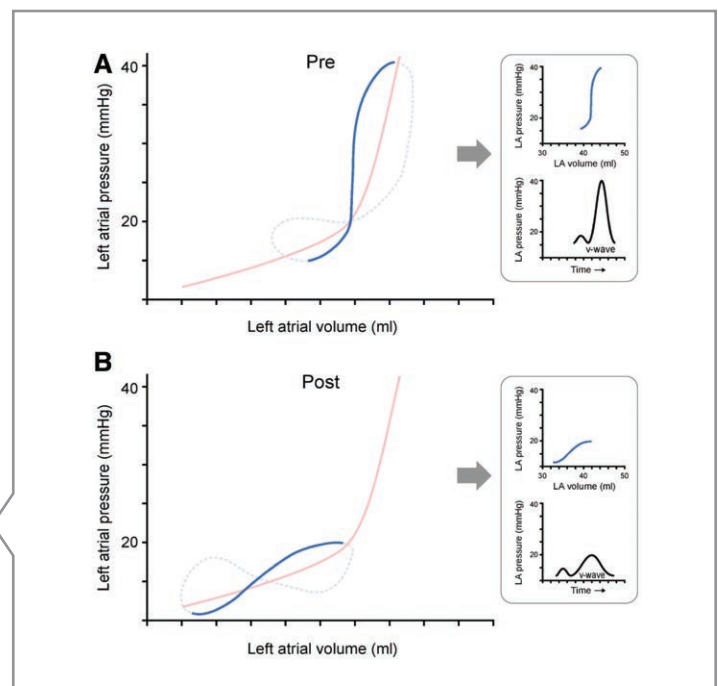 A
Pre
40
20
Left atrial pressure (mmHg)
Left atrial volume (ml)
40
20
LA pressure (mmHg)
30 40 50
LA volume (ml)
40
20
LA pressure (mmHg)
v-wave
Time →
B
Post
40
20
Left atrial pressure (mmHg)
Left atrial volume (ml)
40
20
LA pressure (mmHg)
30 40 50
LA volume (ml)
40
20
LA pressure (mmHg)
v-wave
Time →